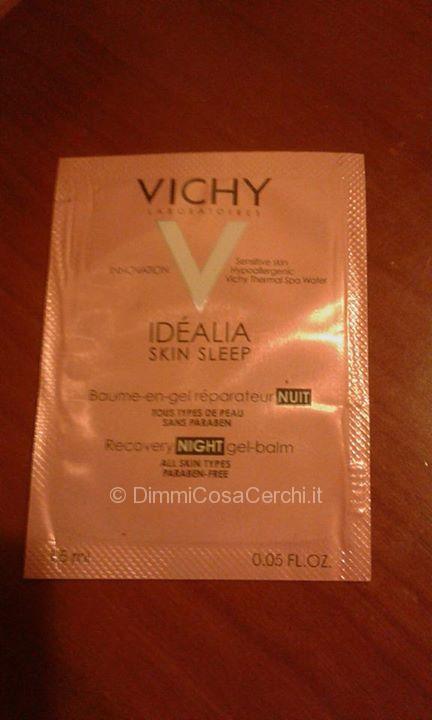 VICHY
LABORATOIRES
V
INNOVATION
Sensitive skin
Hypoallergenic
Vichy Thermal Spa Water
IDÉALIA
SKIN SLEEP
Baume-en-gel réparateur NUIT
TOUS TYPES DE PEAU
SANS PARABEN
Recovery NIGHT gel-balm
ALL SKIN TYPES
PARABEN-FREE
© DimmiCosaCerchi.it
ml
0.05 FL.OZ.